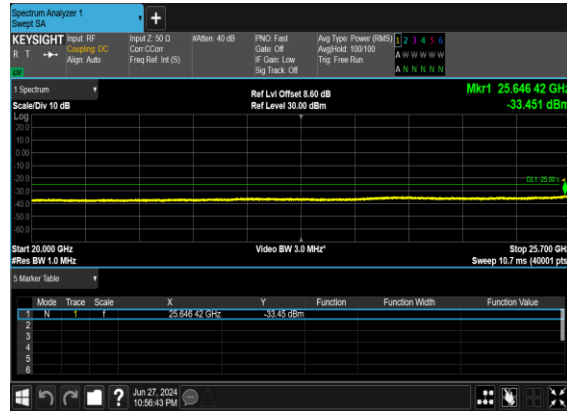 Spectrum Analyzer 1
Swept SA
+
KEYSIGHT Input: RF Input Z: 50 Ω #Atten: 40 dB PNO: Fast Avg Type: Power (RMS) 1 2 3 4 5 6
R T Coupling: DC Corr CCorr Gate: Off Avg|Hold: 100/100 A W W W W W
Align: Auto Freq Ref: Int (S) IF Gain: Low Trig: Free Run
Sig Track: Off A N N N N N
1 Spectrum
Ref Lvl Offset 8.60 dB Mkr1 25.646 42 GHz
Scale/Div 10 dB Ref Level 30.00 dBm -33.451 dBm
Log
20.0
10.0
0.00
-10.0
-20.0
DL1 -25.00
-30.0
-40.0
-50.0
-60.0
Start 20.000 GHz Video BW 3.0 MHz* Stop 25.700 GHz
#Res BW 1.0 MHz Sweep 10.7 ms (40001 pts
5 Marker Table
Mode Trace Scale X Y Function Function Width Function Value
1 N 1 f 25.646 42 GHz -33.45 dBm
2
3
4
5
6
? Jun 27, 2024
10:56:43 PM